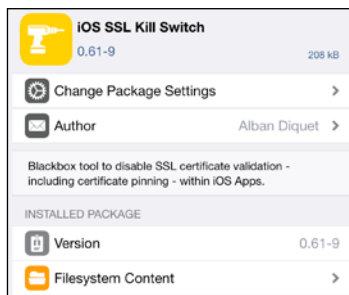 iOS SSL Kill Switch
0.61-9
208 kB
Change Package Settings
Author
Alban Diquet
Blackbox tool to disable SSL certificate validation -
including certificate pinning - within iOS Apps.
INSTALLED PACKAGE
Version
0.61-9
Filesystem Content